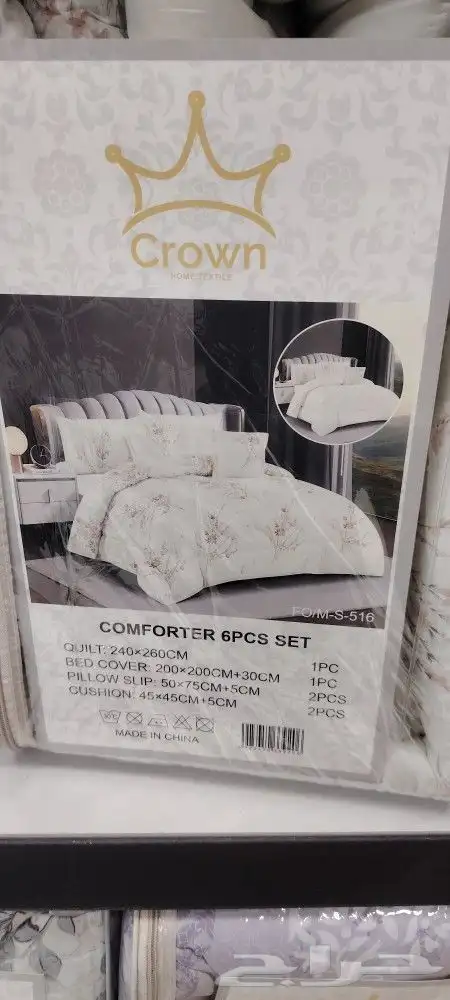 Crown
HOME TEXTILE
FO/M-S-516
COMFORTER 6PCS SET
QUILT: 240×260CM 1PC
BED COVER: 200×200CM+30CM 1PC
PILLOW SLIP: 50×75CM+5CM 2PCS
CUSHION: 45×45CM+5CM 2PCS
MADE IN CHINA
حراج